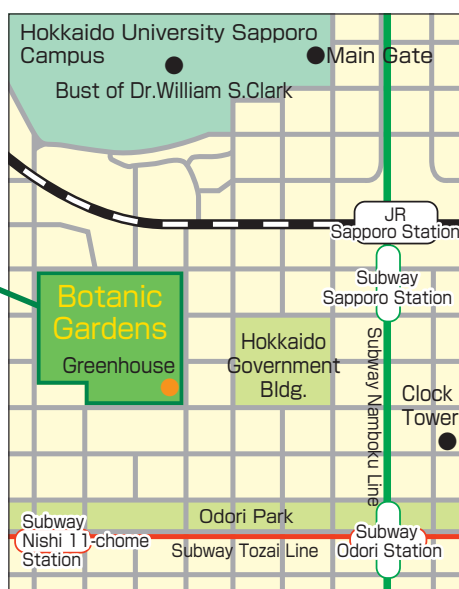 Hokkaido University Sapporo
Campus
Main Gate
Bust of Dr.William S.Clark
JR
Sapporo Station
Subway
Sapporo Station
Botanic
Gardens
Greenhouse
Hokkaido
Government
Bldg.
Subway Namboku Line
Clock
Tower
Odori Park
Subway
Nishi 11-chome
Station
Subway Tozai Line
Subway
Odori Station